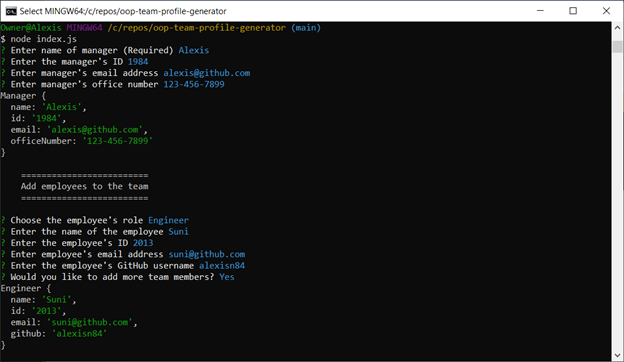 Select MINGW64:/c/repos/oop-team-profile-generator
Owner@Alexis MINGW64 /c/repos/oop-team-profile-generator (main)
$ node index.js
? Enter name of manager (Required) Alexis
? Enter the manager's ID 1984
? Enter manager's email address alexis@github.com
? Enter manager's office number 123-456-7899
Manager {
  name: 'Alexis',
  id: '1984',
  email: 'alexis@github.com',
  officeNumber: '123-456-7899'
}
=========================
Add employees to the team
=========================
? Choose the employee's role Engineer
? Enter the name of the employee Suni
? Enter the employee's ID 2013
? Enter employee's email address suni@github.com
? Enter the employee's GitHub username alexisn84
? Would you like to add more team members? Yes
Engineer {
  name: 'Suni',
  id: '2013',
  email: 'suni@github.com',
  github: 'alexisn84'
}